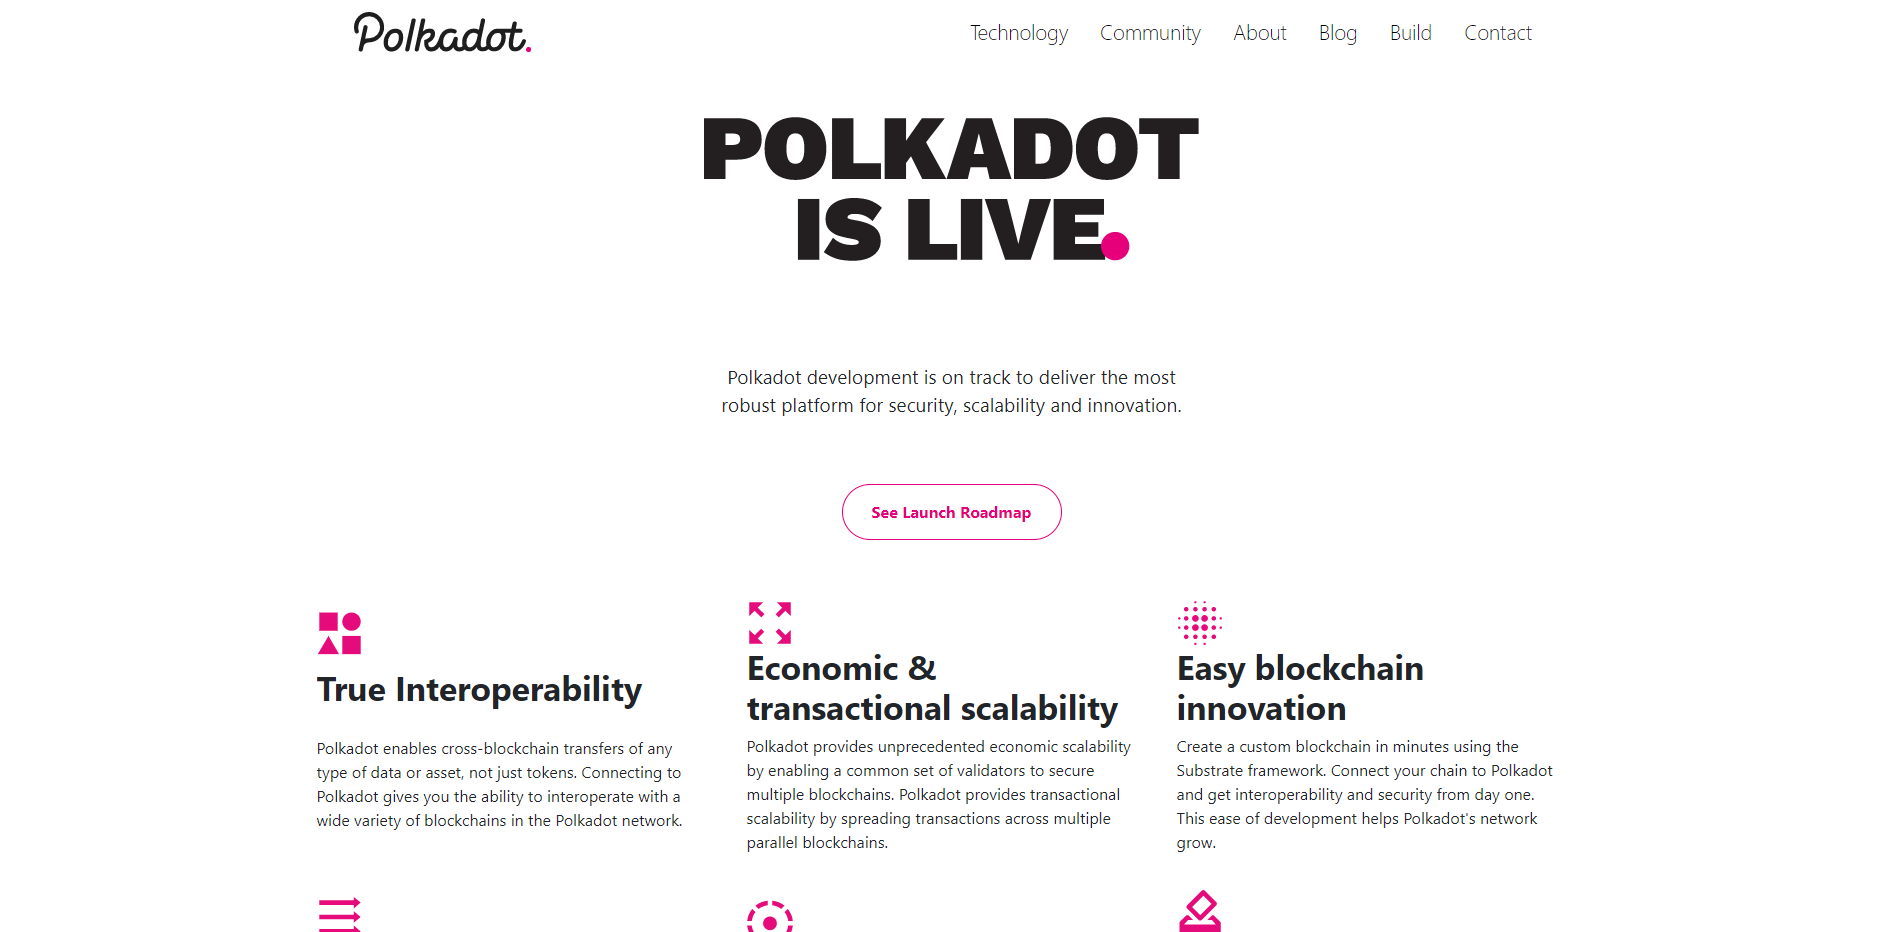 Polkadot.
Technology Community About Blog Build Contact
POLKADOT
IS LIVE.
Polkadot development is on track to deliver the most
robust platform for security, scalability and innovation.
See Launch Roadmap
True Interoperability
Polkadot enables cross-blockchain transfers of any
type of data or asset, not just tokens. Connecting to
Polkadot gives you the ability to interoperate with a
wide variety of blockchains in the Polkadot network.
Economic &
transactional scalability
Polkadot provides unprecedented economic scalability
by enabling a common set of validators to secure
multiple blockchains. Polkadot provides transactional
scalability by spreading transactions across multiple
parallel blockchains.
Easy blockchain
innovation
Create a custom blockchain in minutes using the
Substrate framework. Connect your chain to Polkadot
and get interoperability and security from day one.
This ease of development helps Polkadot's network
grow.